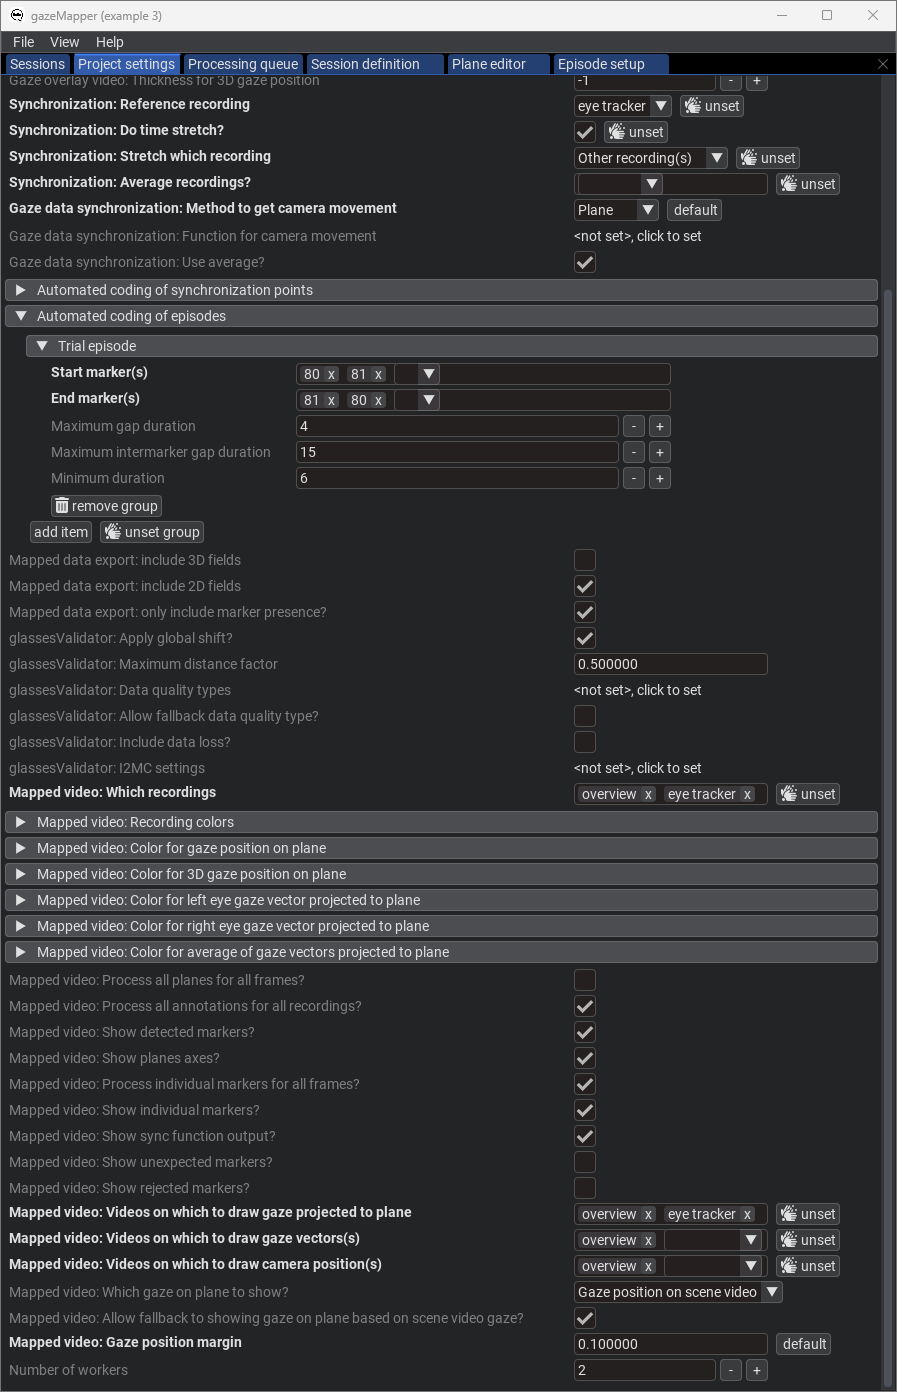 gazeMapper (example 3)
File View Help
Sessions Project settings Processing queue Session definition Plane editor Episode setup
Gaze overlay video: Thickness for 3D gaze position -1 - +
Synchronization: Reference recording eye tracker unset
Synchronization: Do time stretch? unset
Synchronization: Stretch which recording Other recording(s) unset
Synchronization: Average recordings? unset
Gaze data synchronization: Method to get camera movement Plane default
Gaze data synchronization: Function for camera movement <not set>, click to set
Gaze data synchronization: Use average?
Automated coding of synchronization points
Automated coding of episodes
Trial episode
Start marker(s) 80 x 81 x
End marker(s) 81 x 80 x
Maximum gap duration 4 - +
Maximum intermarker gap duration 15 - +
Minimum duration 6 - +
remove group
add item unset group
Mapped data export: include 3D fields
Mapped data export: include 2D fields
Mapped data export: only include marker presence?
glassesValidator: Apply global shift?
glassesValidator: Maximum distance factor 0.500000
glassesValidator: Data quality types <not set>, click to set
glassesValidator: Allow fallback data quality type?
glassesValidator: Include data loss?
glassesValidator: I2MC settings <not set>, click to set
Mapped video: Which recordings overview x eye tracker x unset
Mapped video: Recording colors
Mapped video: Color for gaze position on plane
Mapped video: Color for 3D gaze position on plane
Mapped video: Color for left eye gaze vector projected to plane
Mapped video: Color for right eye gaze vector projected to plane
Mapped video: Color for average of gaze vectors projected to plane
Mapped video: Process all planes for all frames?
Mapped video: Process all annotations for all recordings?
Mapped video: Show detected markers?
Mapped video: Show planes axes?
Mapped video: Process individual markers for all frames?
Mapped video: Show individual markers?
Mapped video: Show sync function output?
Mapped video: Show unexpected markers?
Mapped video: Show rejected markers?
Mapped video: Videos on which to draw gaze projected to plane overview x eye tracker x unset
Mapped video: Videos on which to draw gaze vectors(s) overview x unset
Mapped video: Videos on which to draw camera position(s) overview x unset
Mapped video: Which gaze on plane to show? Gaze position on scene video
Mapped video: Allow fallback to showing gaze on plane based on scene video gaze?
Mapped video: Gaze position margin 0.100000 default
Number of workers 2 - +